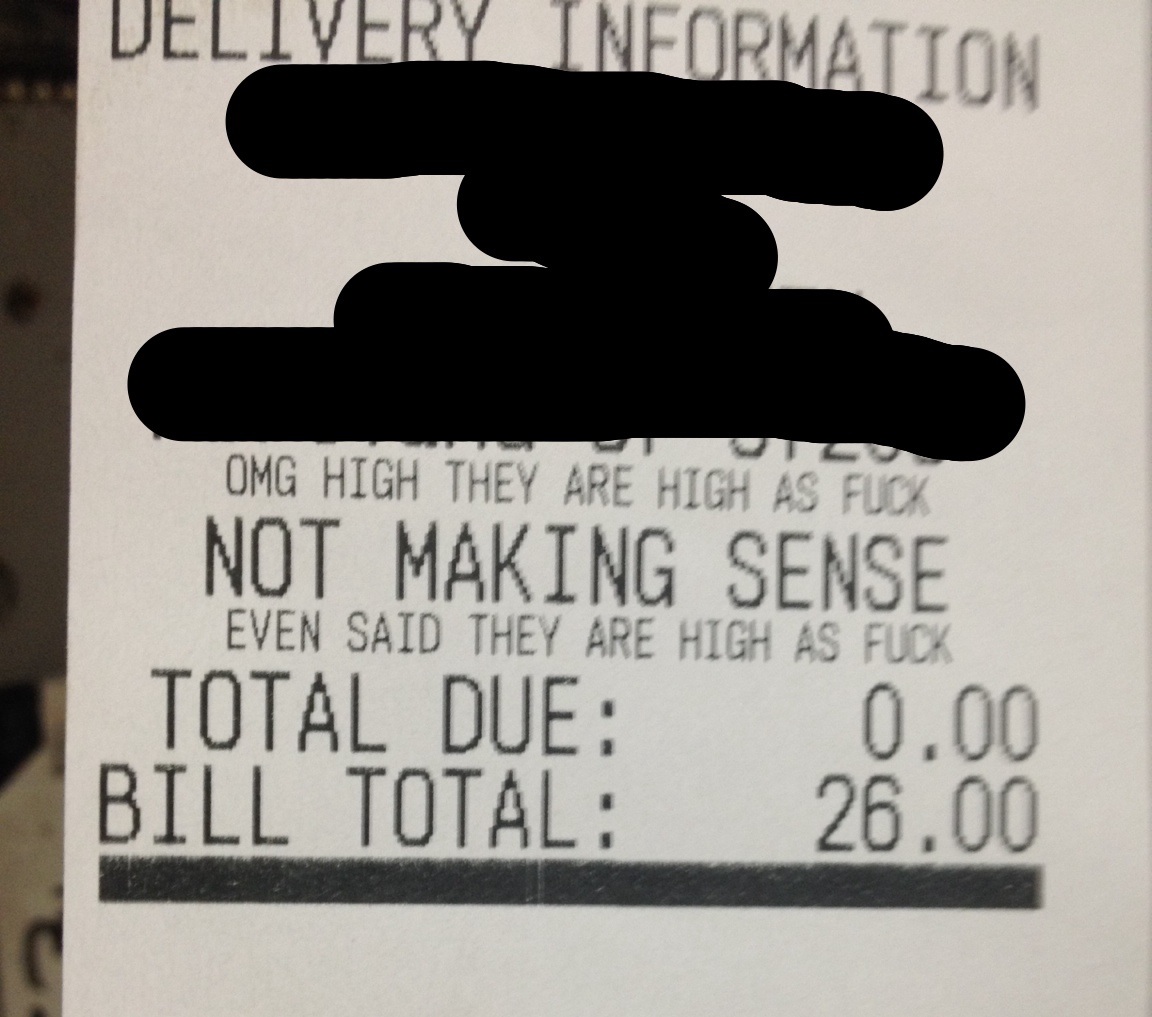 DELIVERY INFORMATION
OMG HIGH THEY ARE HIGH AS FUCK
NOT MAKING SENSE
EVEN SAID THEY ARE HIGH AS FUCK
TOTAL DUE: 0.00
BILL TOTAL: 26.00